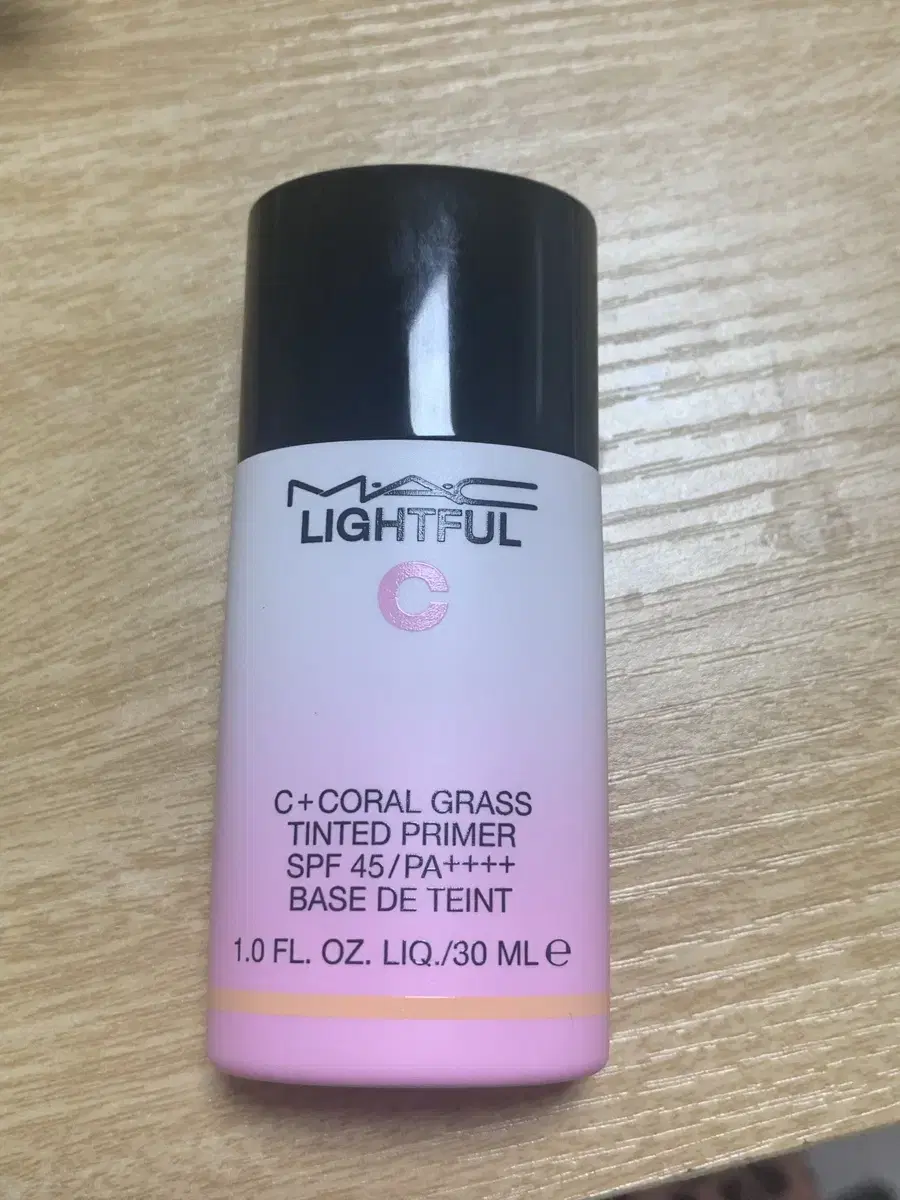 M·A·C
LIGHTFUL
C
C+CORAL GRASS
TINTED PRIMER
SPF 45/PA++++
BASE DE TEINT
1.0 FL. OZ. LIQ./30 ML ℮